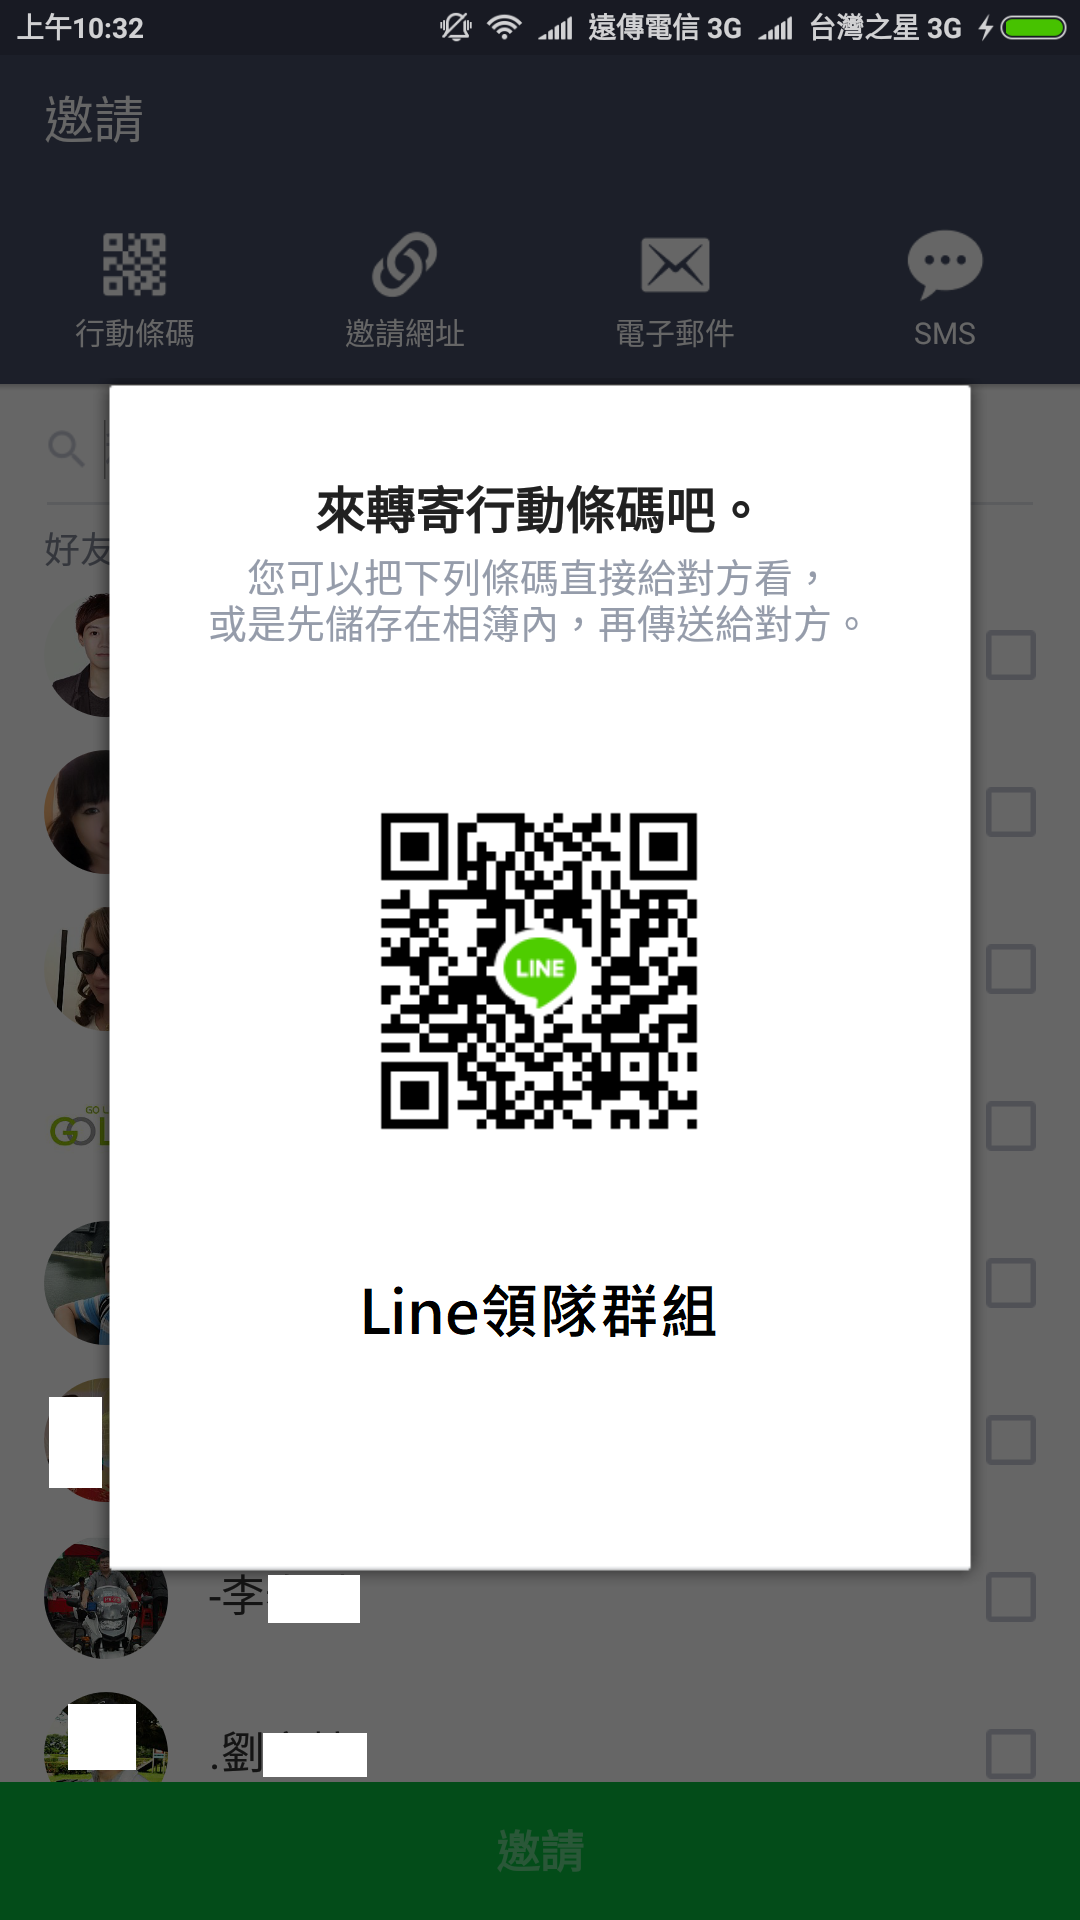 上午10:32 遠傳電信 3G 台灣之星 3G
邀請
行動條碼 邀請網址 電子郵件 SMS
好友
來轉寄行動條碼吧。
您可以把下列條碼直接給對方看，
或是先儲存在相簿內，再傳送給對方。
LINE
GO L
GOL
Line領隊群組
-李
.劉
邀請